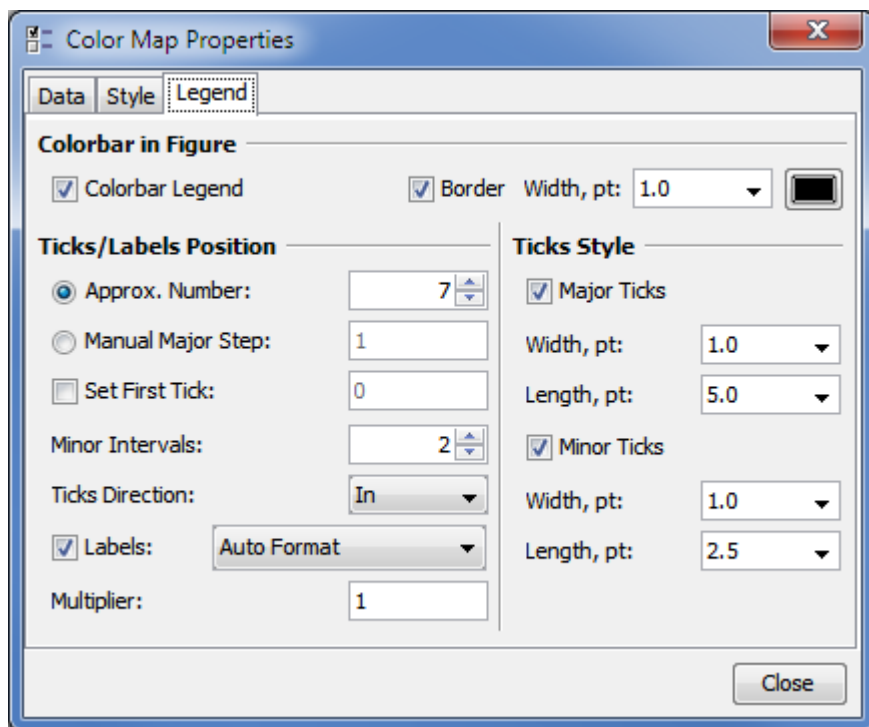 Color Map Properties
Data Style Legend
Colorbar in Figure
Colorbar Legend Border Width, pt: 1.0
Ticks/Labels Position
Approx. Number: 7
Manual Major Step: 1
Set First Tick: 0
Minor Intervals: 2
Ticks Direction: In
Labels: Auto Format
Multiplier: 1
Ticks Style
Major Ticks
Width, pt: 1.0
Length, pt: 5.0
Minor Ticks
Width, pt: 1.0
Length, pt: 2.5
Close